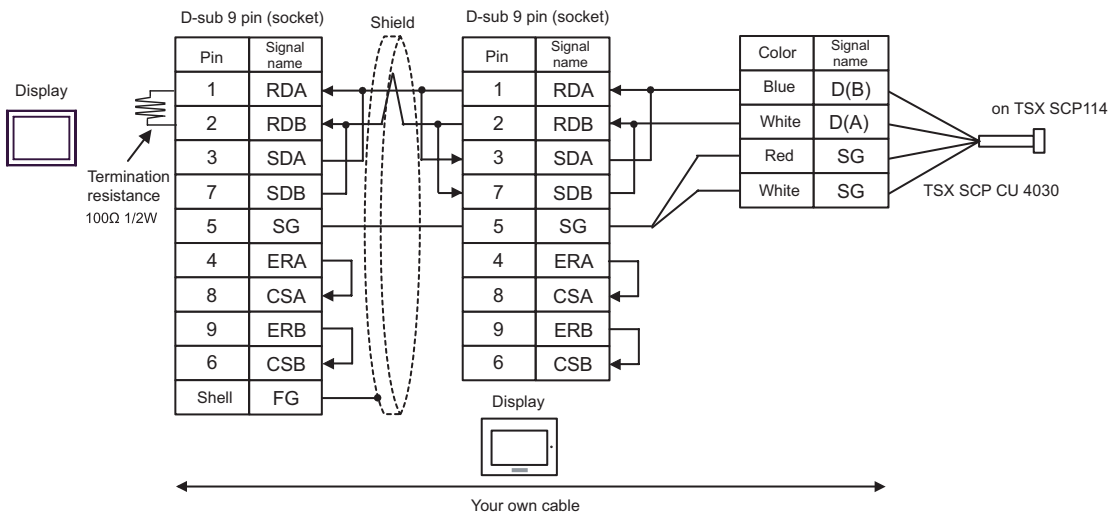 D-sub 9 pin (socket)
Shield
D-sub 9 pin (socket)
Display
Termination
resistance
100Ω 1/2W
Pin Signal name
1 RDA
2 RDB
3 SDA
7 SDB
5 SG
4 ERA
8 CSA
9 ERB
6 CSB
Shell FG
Pin Signal name
1 RDA
2 RDB
3 SDA
7 SDB
5 SG
4 ERA
8 CSA
9 ERB
6 CSB
Display
Color Signal name
Blue D(B)
White D(A)
Red SG
White SG
on TSX SCP114
TSX SCP CU 4030
Your own cable